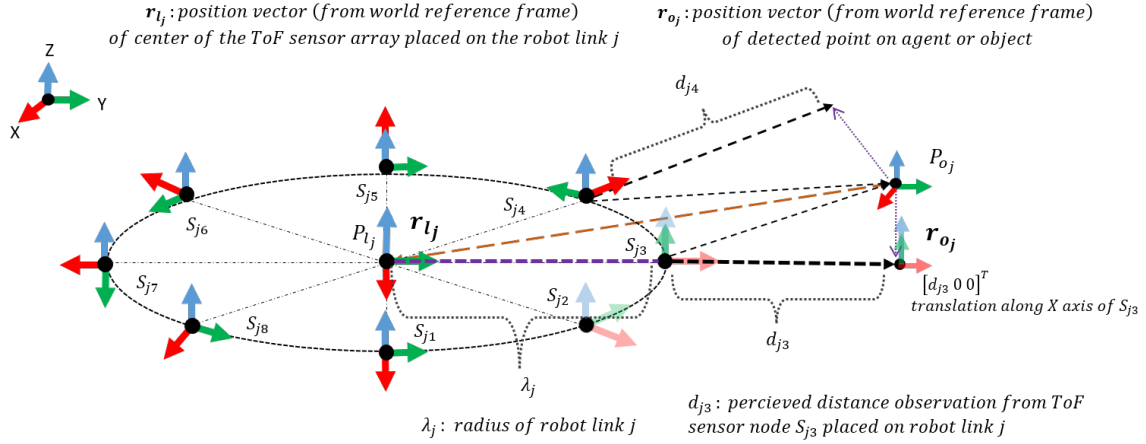 𝒓_{l_j}: position vector (from world reference frame)
of center of the ToF sensor array placed on the robot link j
𝒓_{o_j}: position vector (from world reference frame)
of detected point on agent or object
Z
Y
X
d_{j4}
P_{o_j}
S_{j5}
S_{j4}
S_{j6}
P_{l_j}
𝒓_{l_j}
S_{j3}
𝒓_{o_j}
S_{j7}
S_{j2}
[d_{j3} 0 0]^T
translation along X axis of S_{j3}
S_{j8}
S_{j1}
d_{j3}
λ_j
λ_j: radius of robot link j
d_{j3}: percieved distance observation from ToF
sensor node S_{j3} placed on robot link j